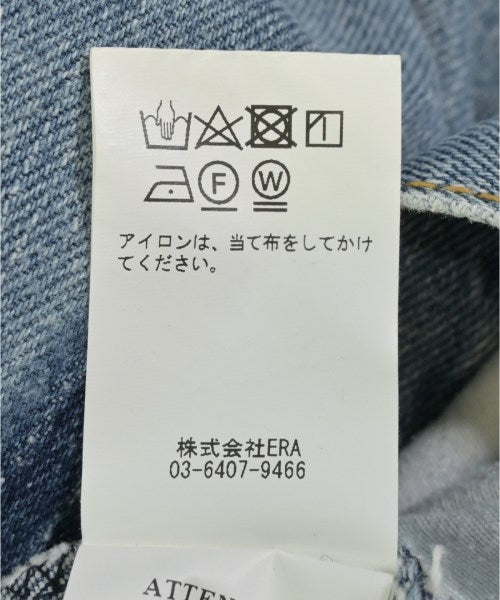 F W
アイロンは、当て布をしてかけ
てください。
株式会社ERA
03-6407-9466
ATTEN